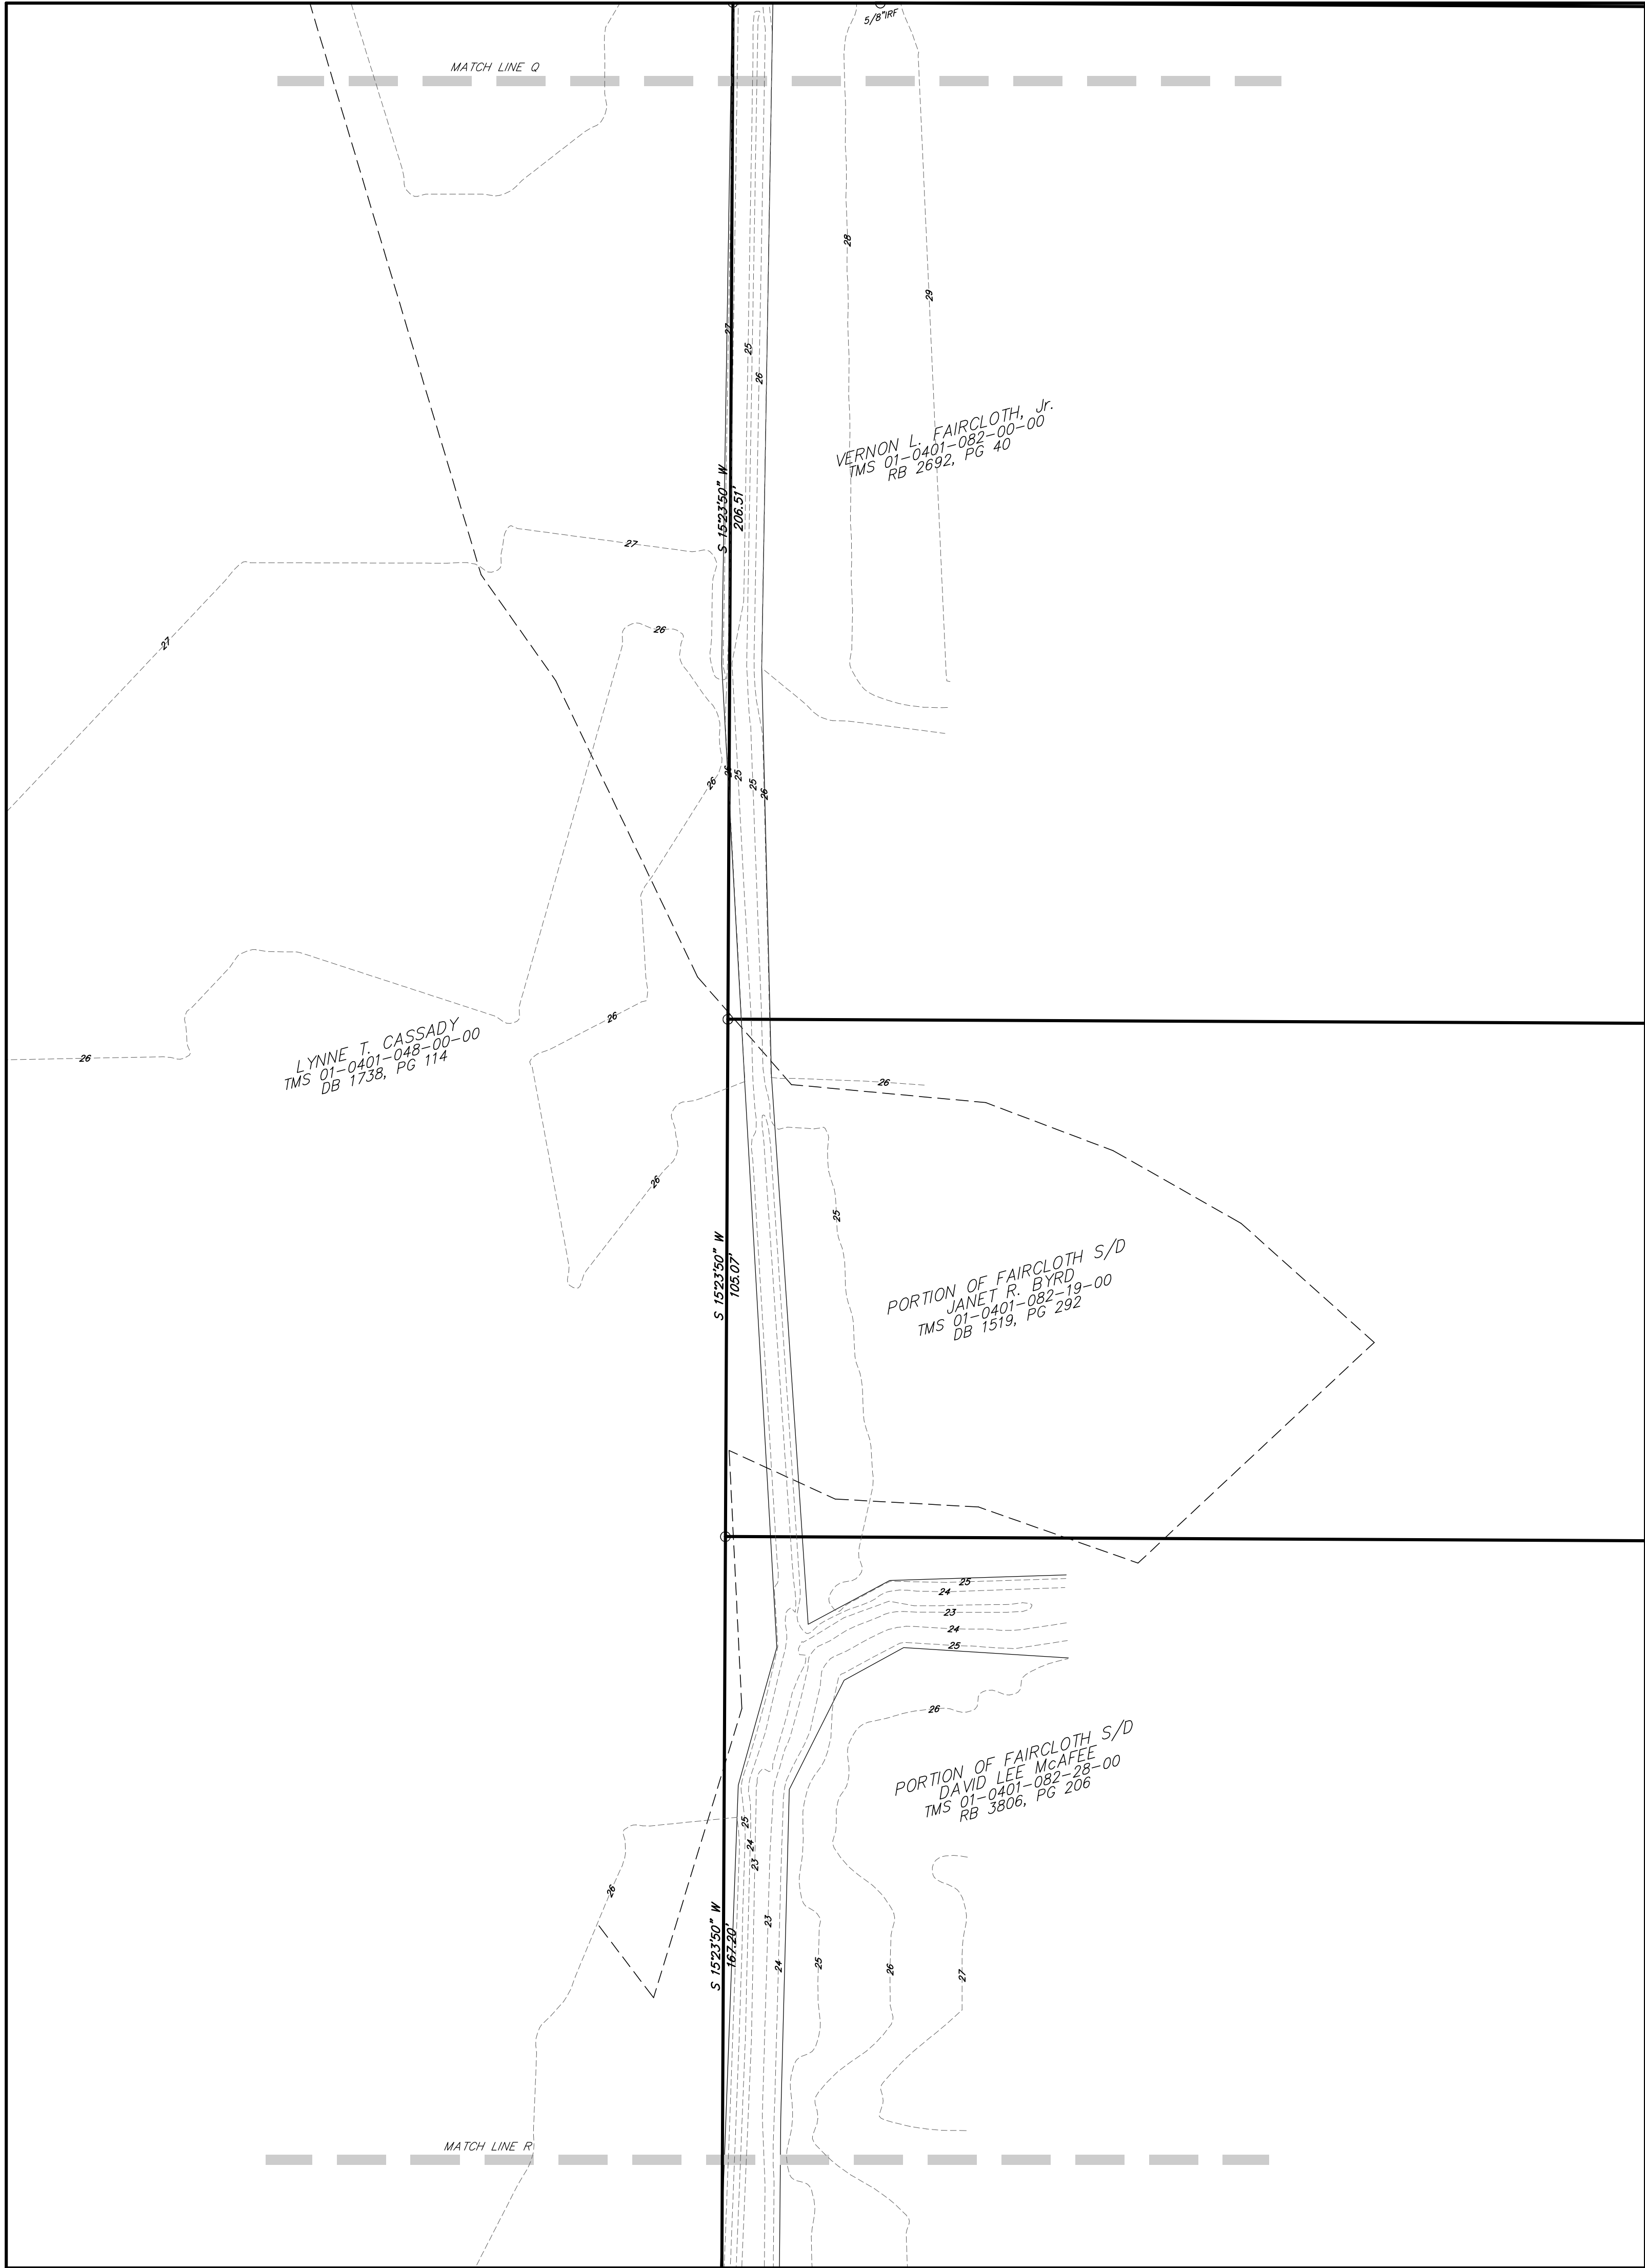 5/8"IRF
MATCH LINE Q
28
29
27
25
26
VERNON L. FAIRCLOTH, Jr.
TMS 01-0401-082-00-00
RB 2692, PG 40
S 15°23'50" W
206.51'
27
27
26
26
26
25
25
26
LYNNE T. CASSADY
TMS 01-0401-048-00-00
DB 1738, PG 114
26
26
26
26
25
S 15°23'50" W
105.07'
PORTION OF FAIRCLOTH S/D
JANET R. BYRD
TMS 01-0401-082-19-00
DB 1519, PG 292
25
24
23
24
25
26
PORTION OF FAIRCLOTH S/D
DAVID LEE McAFEE
TMS 01-0401-082-28-00
RB 3806, PG 206
25
24
23
26
23
24
25
26
27
S 15°23'50" W
167.20'
MATCH LINE R